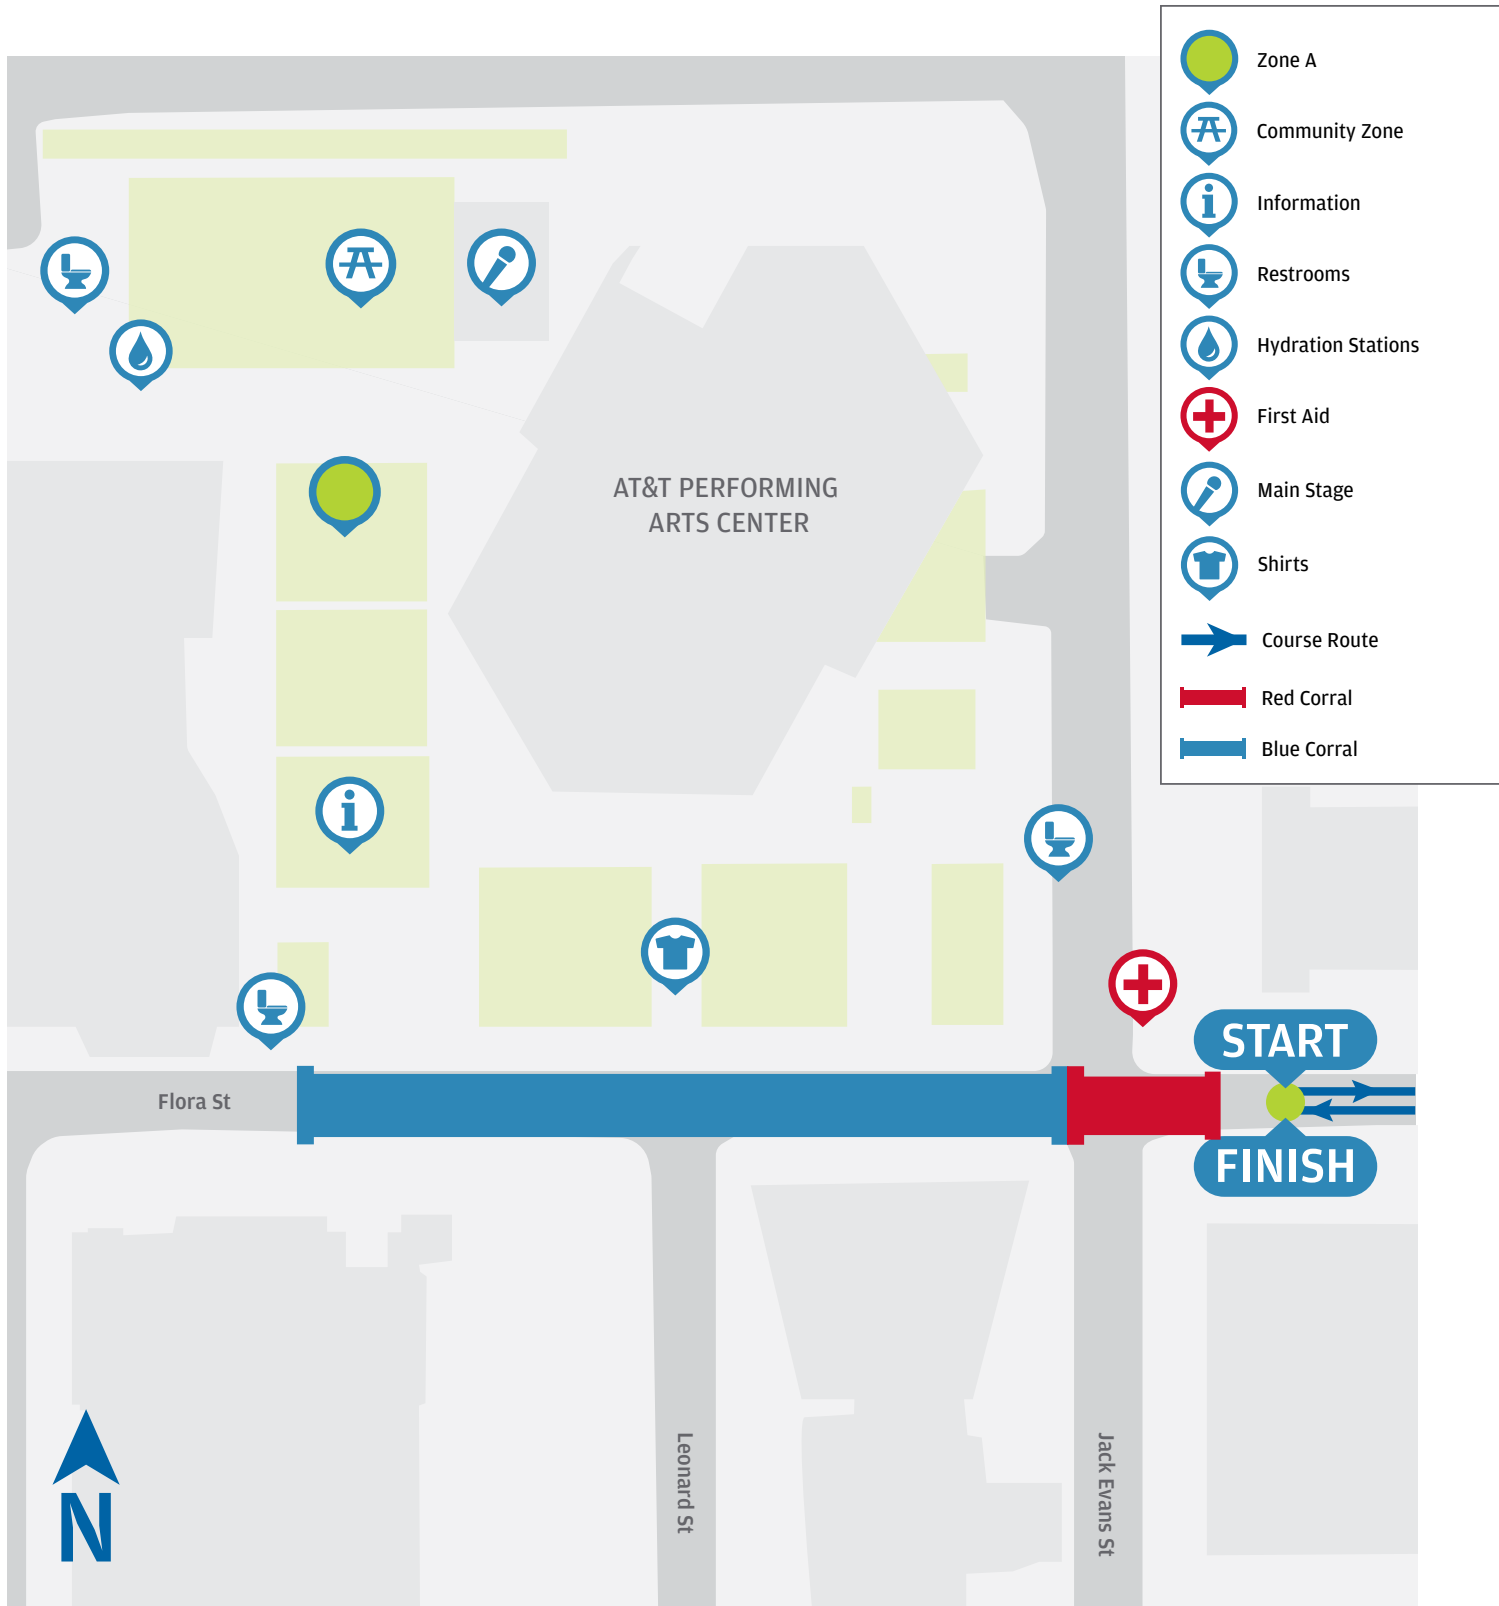 Zone A
Community Zone
Information
Restrooms
Hydration Stations
First Aid
Main Stage
Shirts
Course Route
Red Corral
Blue Corral
AT&T PERFORMING
ARTS CENTER
START
Flora St
FINISH
Leonard St
Jack Evans St
N